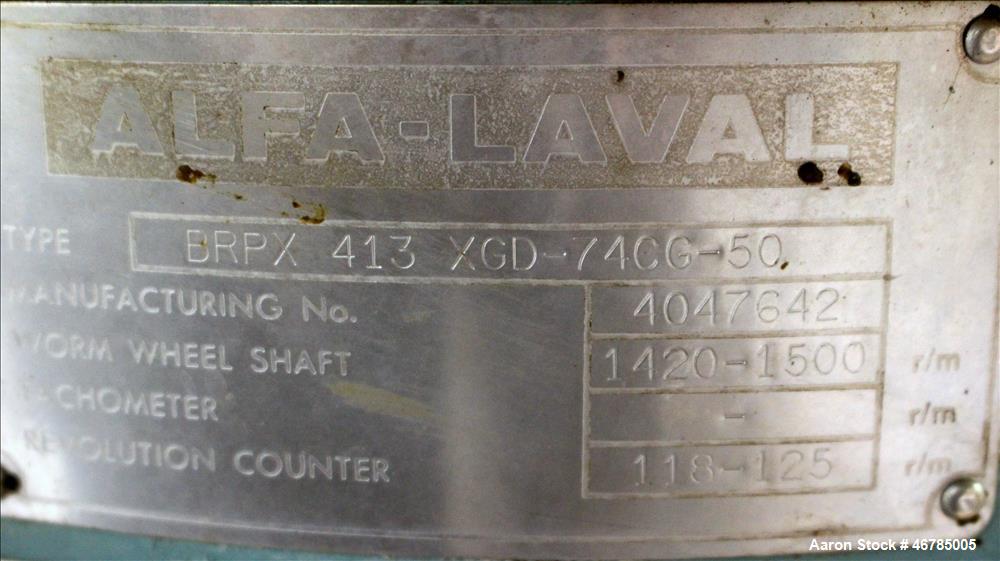 ALFA-LAVAL
TYPE BRPX 413 XGD-74CG-50
MANUFACTURING No. 4047642
WORM WHEEL SHAFT 1420-1500 r/m
TACHOMETER - r/m
REVOLUTION COUNTER 118-125 r/m
Aaron Stock # 46785005